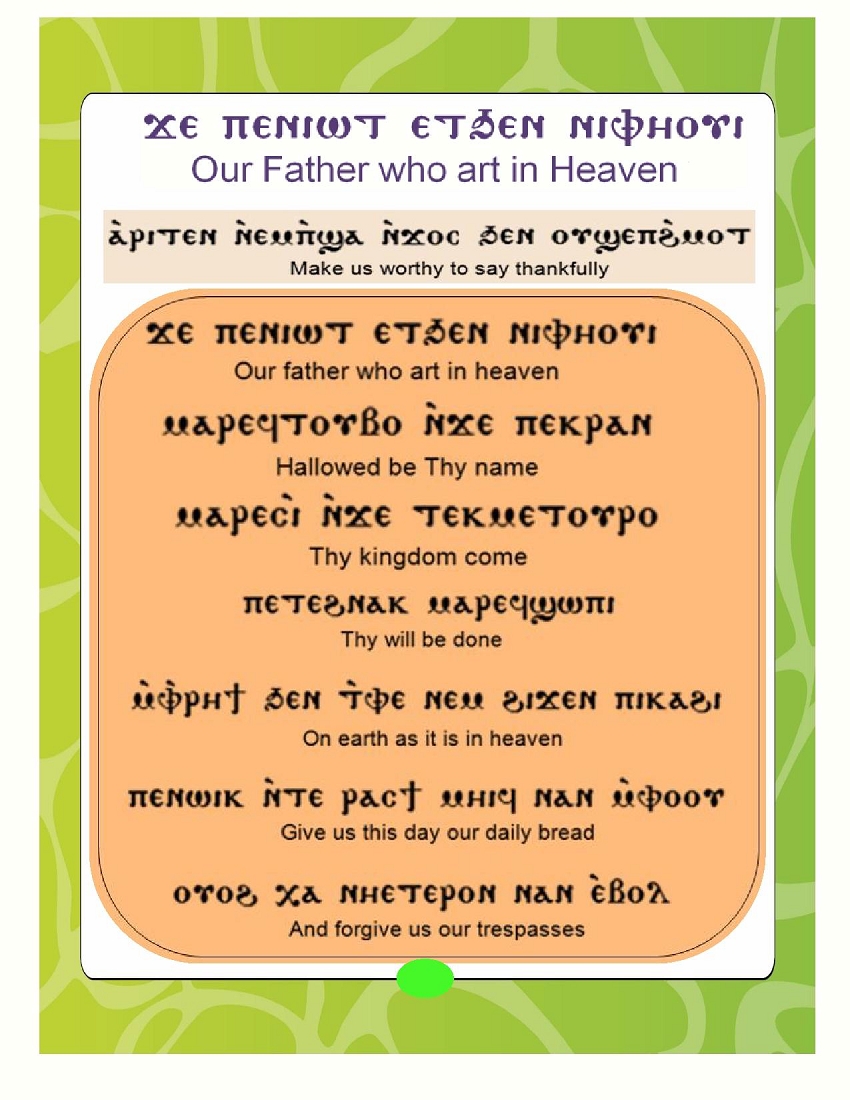 ϫⲉ ⲡⲉⲛⲓⲱⲧ ⲉⲧϧⲉⲛ ⲛⲓⲫⲏⲟⲩⲓ
Our Father who art in Heaven
ⲁ̀ⲣⲓⲧⲉⲛ ⲛ̀ⲉⲙⲡ̀ϣⲁ ⲛ̀ϫⲟⲥ ϧⲉⲛ ⲟⲩϣⲉⲡϩ̀ⲙⲟⲧ
Make us worthy to say thankfully
ϫⲉ ⲡⲉⲛⲓⲱⲧ ⲉⲧϧⲉⲛ ⲛⲓⲫⲏⲟⲩⲓ
Our father who art in heaven
ⲙⲁⲣⲉϥⲧⲟⲩⲃⲟ ⲛ̀ϫⲉ ⲡⲉⲕⲣⲁⲛ
Hallowed be Thy name
ⲙⲁⲣⲉⲥⲓ̀ ⲛ̀ϫⲉ ⲧⲉⲕⲙⲉⲧⲟⲩⲣⲟ
Thy kingdom come
ⲡⲉⲧⲉϩⲛⲁⲕ ⲙⲁⲣⲉϥϣⲱⲡⲓ
Thy will be done
ⲙ̀ⲫ̀ⲣⲏϯ ϧⲉⲛ ⲧ̀ⲫⲉ ⲛⲉⲙ ϩⲓϫⲉⲛ ⲡⲓⲕⲁϩⲓ
On earth as it is in heaven
ⲡⲉⲛⲱⲓⲕ ⲛ̀ⲧⲉ ⲣⲁⲥϯ ⲙⲏⲓϥ ⲛⲁⲛ ⲙ̀ⲫⲟⲟⲩ
Give us this day our daily bread
ⲟⲩⲟϩ ⲭⲁ ⲛⲏⲉⲧⲉⲣⲟⲛ ⲛⲁⲛ ⲉ̀ⲃⲟⲗ
And forgive us our trespasses